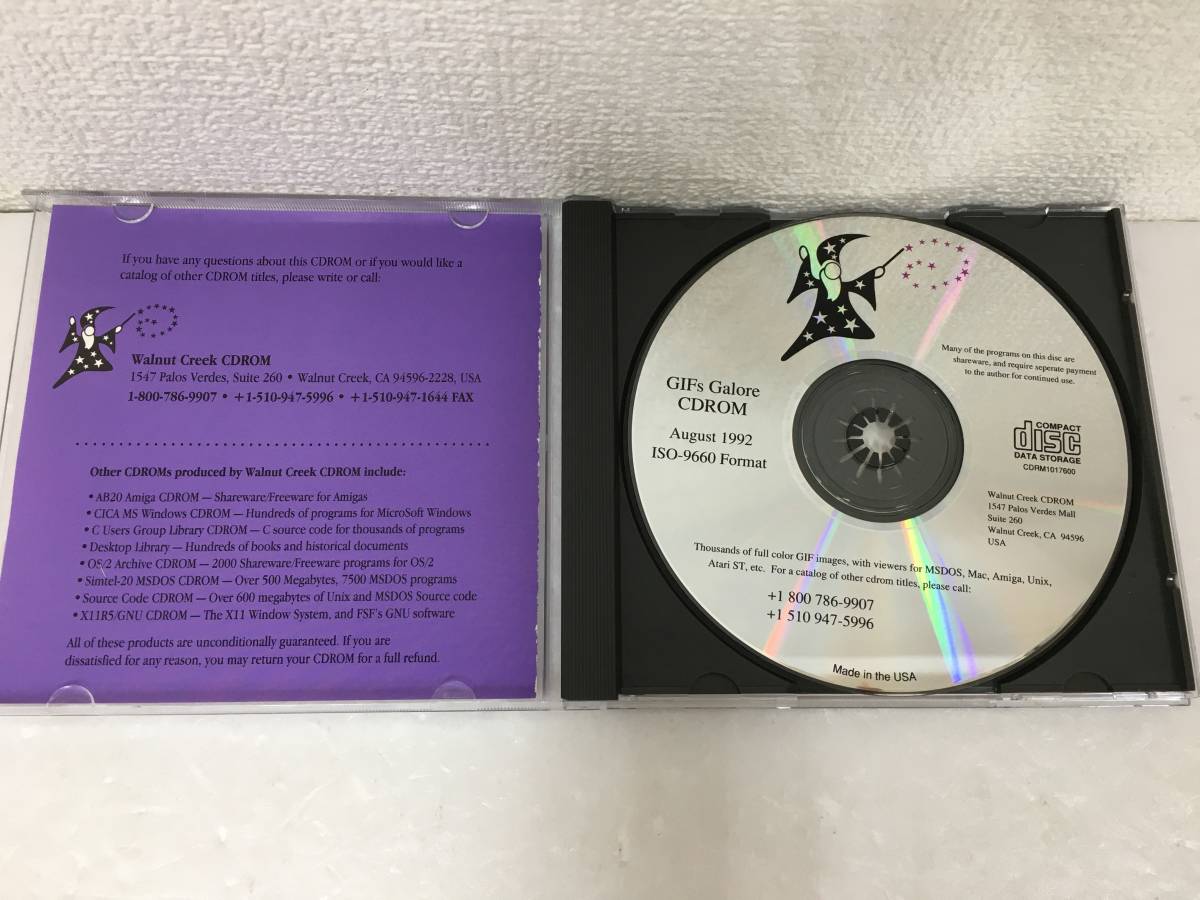 If you have any questions about this CDROM or if you would like a
catalog of other CDROM titles, please write or call:
Walnut Creek CDROM
1547 Palos Verdes, Suite 260 • Walnut Creek, CA 94596-2228, USA
1-800-786-9907 • +1-510-947-5996 • +1-510-947-1644 FAX
Other CDROMs produced by Walnut Creek CDROM include:
• AB20 Amiga CDROM — Shareware/Freeware for Amigas
• CICA MS Windows CDROM — Hundreds of programs for MicroSoft Windows
• C Users Group Library CDROM — C source code for thousands of programs
• Desktop Library — Hundreds of books and historical documents
• OS/2 Archive CDROM — 2000 Shareware/Freeware programs for OS/2
• Simtel-20 MSDOS CDROM — Over 500 Megabytes, 7500 MSDOS programs
• Source Code CDROM — Over 600 megabytes of Unix and MSDOS Source code
• X11R5/GNU CDROM — The X11 Window System, and FSF's GNU software
All of these products are unconditionally guaranteed. If you are
dissatisfied for any reason, you may return your CDROM for a full refund.
Many of the programs on this disc are
shareware, and require seperate payment
to the author for continued use.
GIFs Galore
CDROM
August 1992
ISO-9660 Format
COMPACT
disc
DATA STORAGE
CDRM1017600
Walnut Creek CDROM
1547 Palos Verdes Mall
Suite 260
Walnut Creek, CA 94596
USA
Thousands of full color GIF images, with viewers for MSDOS, Mac, Amiga, Unix,
Atari ST, etc. For a catalog of other cdrom titles, please call:
+1 800 786-9907
+1 510 947-5996
Made in the USA